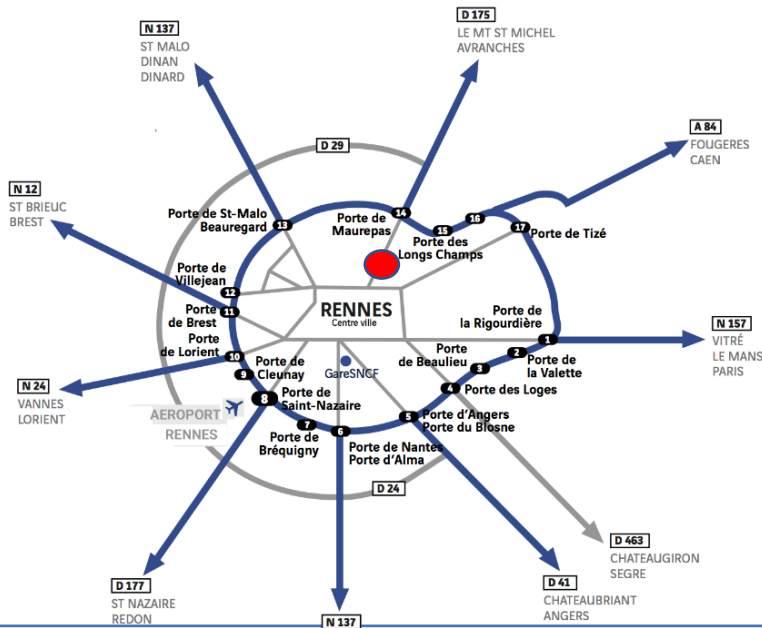 D 175
LE MT ST MICHEL
AVRANCHES
N 137
ST MALO
DINAN
DINARD
A 84
FOUGERES
CAEN
D 29
N 12
ST BRIEUC
BREST
Porte de St-Malo
Beauregard
13
Porte de
Maurepas
14
15
16
17
Porte des
Longs Champs
Porte de Tizé
Porte de
Villejean
12
11
Porte
de Brest
RENNES
Centre ville
Porte de
la Rigourdière
1
N 157
VITRÉ
LE MANS
PARIS
Porte
de Lorient
10
9
Porte de
Cleunay
GareSNCF
Porte
de Beaulieu
3
2
Porte de
la Valette
N 24
VANNES
LORIENT
AEROPORT
RENNES
8
Porte de
Saint-Nazaire
4
Porte des Loges
5
Porte d'Angers
Porte du Blosne
7
Porte de
Bréquigny
6
Porte de Nantes
Porte d'Alma
D 24
D 463
CHATEAUGIRON
SEGRE
D 177
ST NAZAIRE
REDON
D 41
CHATEAUBRIANT
ANGERS
N 137